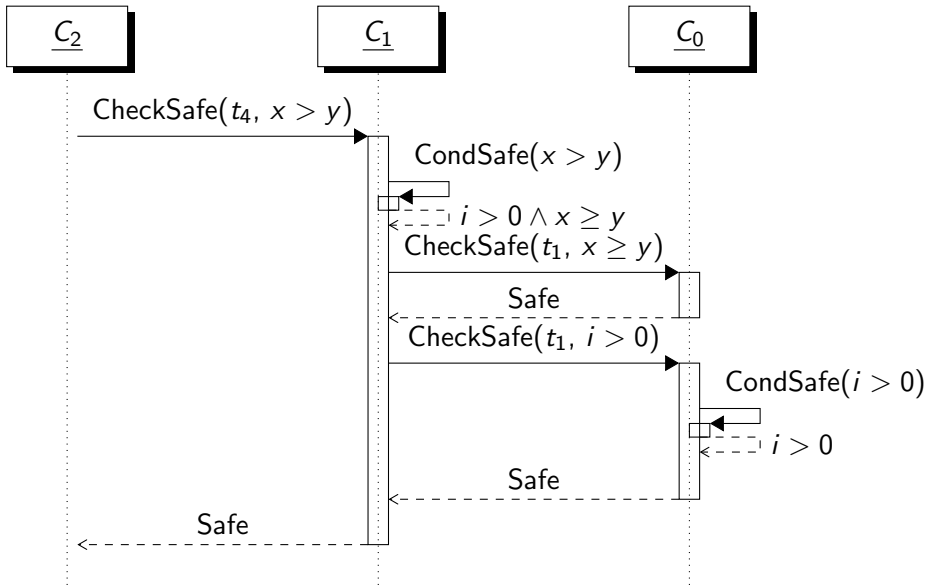 C₂ C₁ C₀
CheckSafe(t₄, x > y)
CondSafe(x > y)
i > 0 ∧ x ≥ y
CheckSafe(t₁, x ≥ y)
Safe
CheckSafe(t₁, i > 0)
CondSafe(i > 0)
i > 0
Safe
Safe